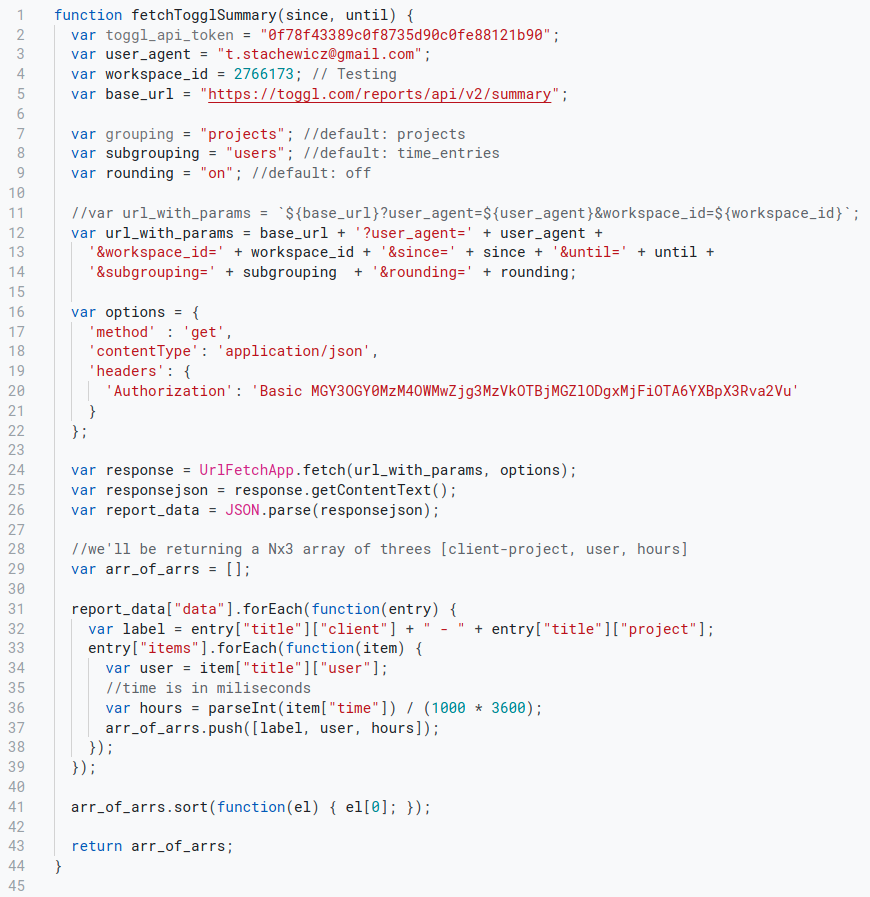 1 function fetchTogglSummary(since, until) {
2 var toggl_api_token = "0f78f43389c0f8735d90c0fe88121b90";
3 var user_agent = "t.stachewicz@gmail.com";
4 var workspace_id = 2766173; // Testing
5 var base_url = "https://toggl.com/reports/api/v2/summary";
6
7 var grouping = "projects"; //default: projects
8 var subgrouping = "users"; //default: time_entries
9 var rounding = "on"; //default: off
10
11 //var url_with_params = `${base_url}?user_agent=${user_agent}&workspace_id=${workspace_id}`;
12 var url_with_params = base_url + '?user_agent=' + user_agent +
13 '&workspace_id=' + workspace_id + '&since=' + since + '&until=' + until +
14 '&subgrouping=' + subgrouping  + '&rounding=' + rounding;
15
16 var options = {
17 'method' : 'get',
18 'contentType': 'application/json',
19 'headers': {
20 'Authorization': 'Basic MGY3OGY0MzM4OWMwZjg3MzVkOTBjMGZlODgxMjFiOTA6YXBpX3Rva2Vu'
21 }
22 };
23
24 var response = UrlFetchApp.fetch(url_with_params, options);
25 var responsejson = response.getContentText();
26 var report_data = JSON.parse(responsejson);
27
28 //we'll be returning a Nx3 array of threes [client-project, user, hours]
29 var arr_of_arrs = [];
30
31 report_data["data"].forEach(function(entry) {
32 var label = entry["title"]["client"] + " - " + entry["title"]["project"];
33 entry["items"].forEach(function(item) {
34 var user = item["title"]["user"];
35 //time is in miliseconds
36 var hours = parseInt(item["time"]) / (1000 * 3600);
37 arr_of_arrs.push([label, user, hours]);
38 });
39 });
40
41 arr_of_arrs.sort(function(el) { el[0]; });
42
43 return arr_of_arrs;
44 }
45